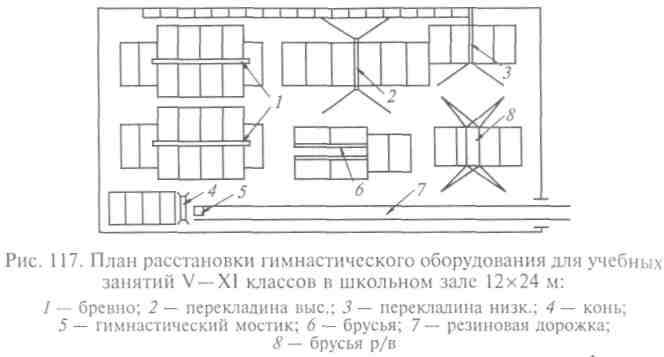 1
2
3
8
4
5
6
7
Рис. 117. План расстановки гимнастического оборудования для учебных
занятий V—XI классов в школьном зале 12×24 м:
1 — бревно; 2 — перекладина выс.; 3 — перекладина низк.; 4 — конь;
5 — гимнастический мостик; 6 — брусья; 7 — резиновая дорожка;
8 — брусья р/в